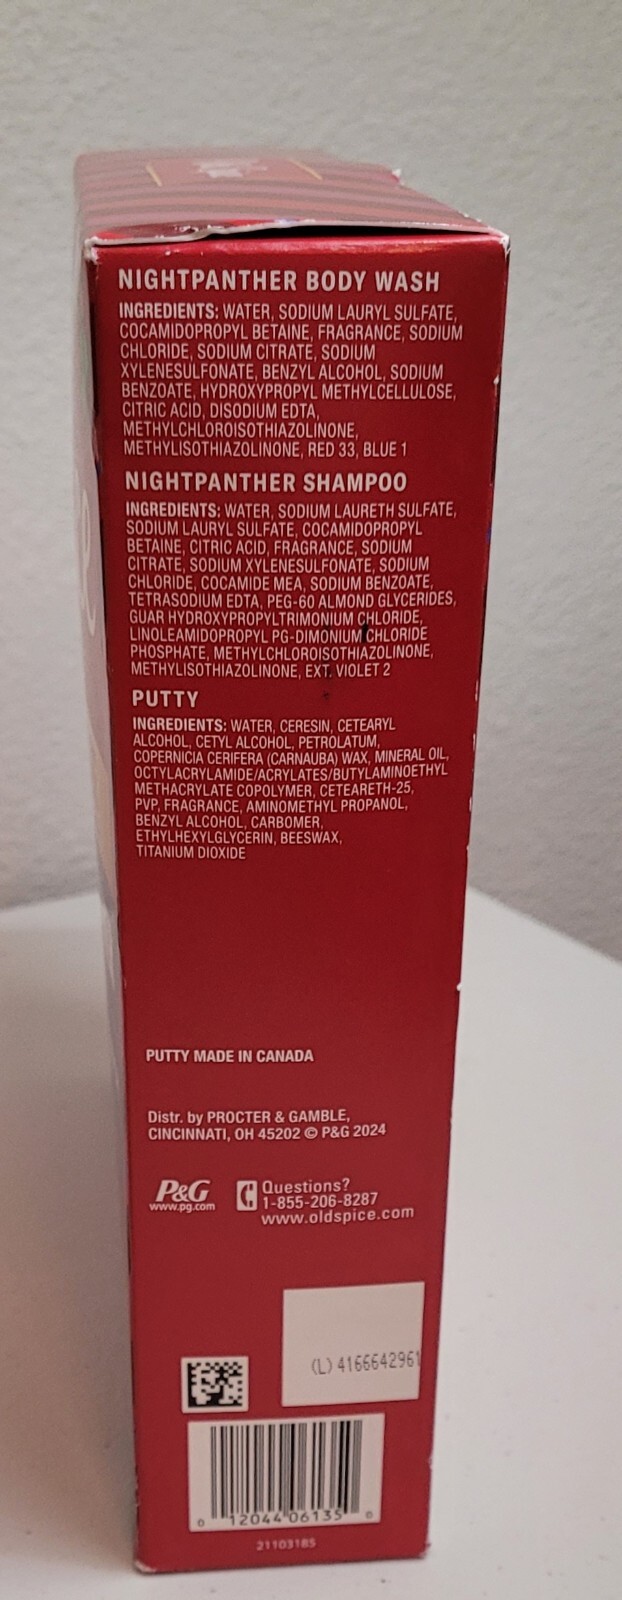 NIGHTPANTHER BODY WASH
INGREDIENTS: WATER, SODIUM LAURYL SULFATE,
COCAMIDOPROPYL BETAINE, FRAGRANCE, SODIUM
CHLORIDE, SODIUM CITRATE, SODIUM
XYLENESULFONATE, BENZYL ALCOHOL, SODIUM
BENZOATE, HYDROXYPROPYL METHYLCELLULOSE,
CITRIC ACID, DISODIUM EDTA,
METHYLCHLOROISOTHIAZOLINONE,
METHYLISOTHIAZOLINONE, RED 33, BLUE 1
NIGHTPANTHER SHAMPOO
INGREDIENTS: WATER, SODIUM LAURETH SULFATE,
SODIUM LAURYL SULFATE, COCAMIDOPROPYL
BETAINE, CITRIC ACID, FRAGRANCE, SODIUM
CITRATE, SODIUM XYLENESULFONATE, SODIUM
CHLORIDE, COCAMIDE MEA, SODIUM BENZOATE,
TETRASODIUM EDTA, PEG-60 ALMOND GLYCERIDES,
GUAR HYDROXYPROPYLTRIMONIUM CHLORIDE,
LINOLEAMIDOPROPYL PG-DIMONIUM CHLORIDE
PHOSPHATE, METHYLCHLOROISOTHIAZOLINONE,
METHYLISOTHIAZOLINONE, EXT. VIOLET 2
PUTTY
INGREDIENTS: WATER, CERESIN, CETEARYL
ALCOHOL, CETYL ALCOHOL, PETROLATUM,
COPERNICIA CERIFERA (CARNAUBA) WAX, MINERAL OIL,
OCTYLACRYLAMIDE/ACRYLATES/BUTYLAMINOETHYL
METHACRYLATE COPOLYMER, CETEARETH-25,
PVP, FRAGRANCE, AMINOMETHYL PROPANOL,
BENZYL ALCOHOL, CARBOMER,
ETHYLHEXYLGLYCERIN, BEESWAX,
TITANIUM DIOXIDE
PUTTY MADE IN CANADA
Distr. by PROCTER & GAMBLE,
CINCINNATI, OH 45202 © P&G 2024
P&G
www.pg.com
Questions?
1-855-206-8287
www.oldspice.com
(L) 4166642961
0 12044 06135 0
21103185